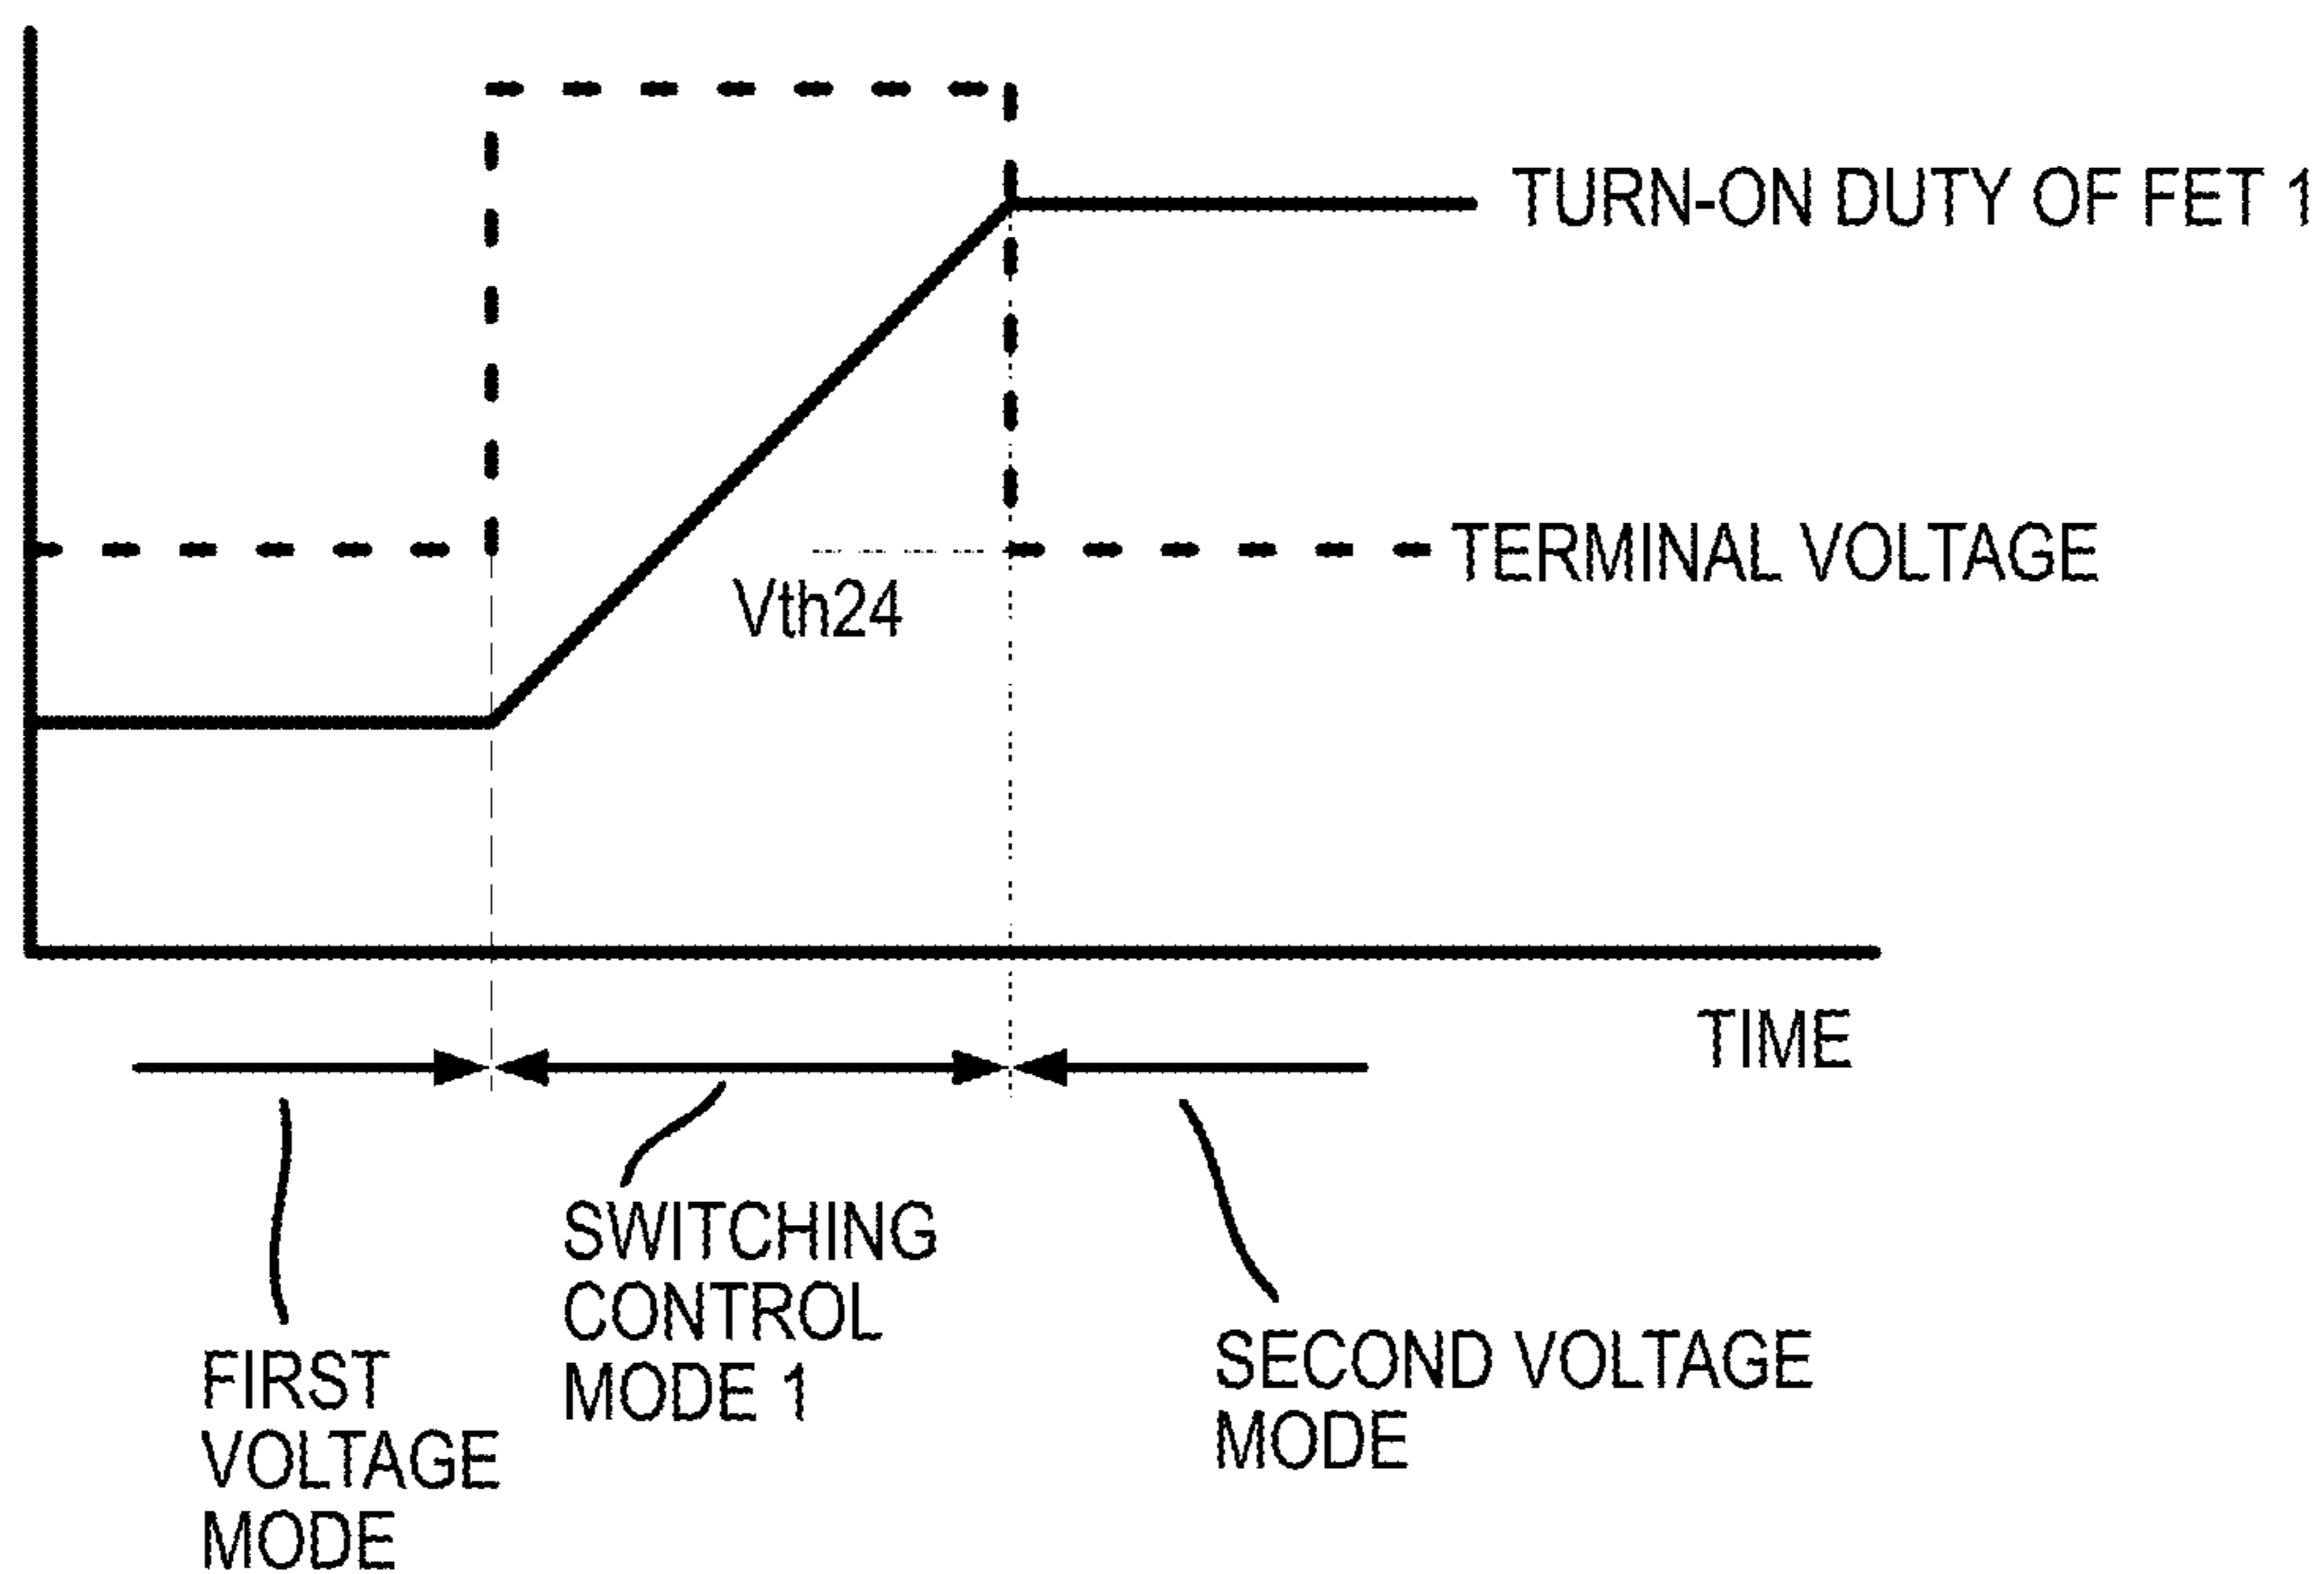 TURN-ON DUTY OF FET 1
TERMINAL VOLTAGE
Vth24
TIME
SWITCHING
CONTROL
MODE 1
FIRST
VOLTAGE
MODE
SECOND VOLTAGE
MODE